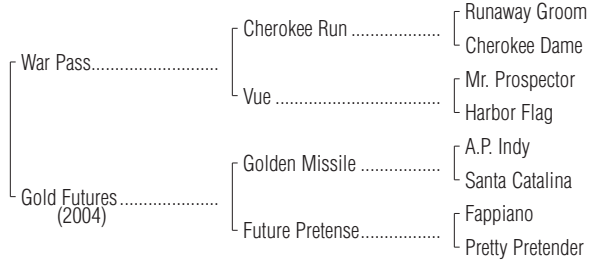 Runaway Groom
Cherokee Run ....................
Cherokee Dame
War Pass............................
Mr. Prospector
Vue .....................................
Harbor Flag
A.P. Indy
Golden Missile ..................
Santa Catalina
Gold Futures ......................
(2004)
Fappiano
Future Pretense..................
Pretty Pretender